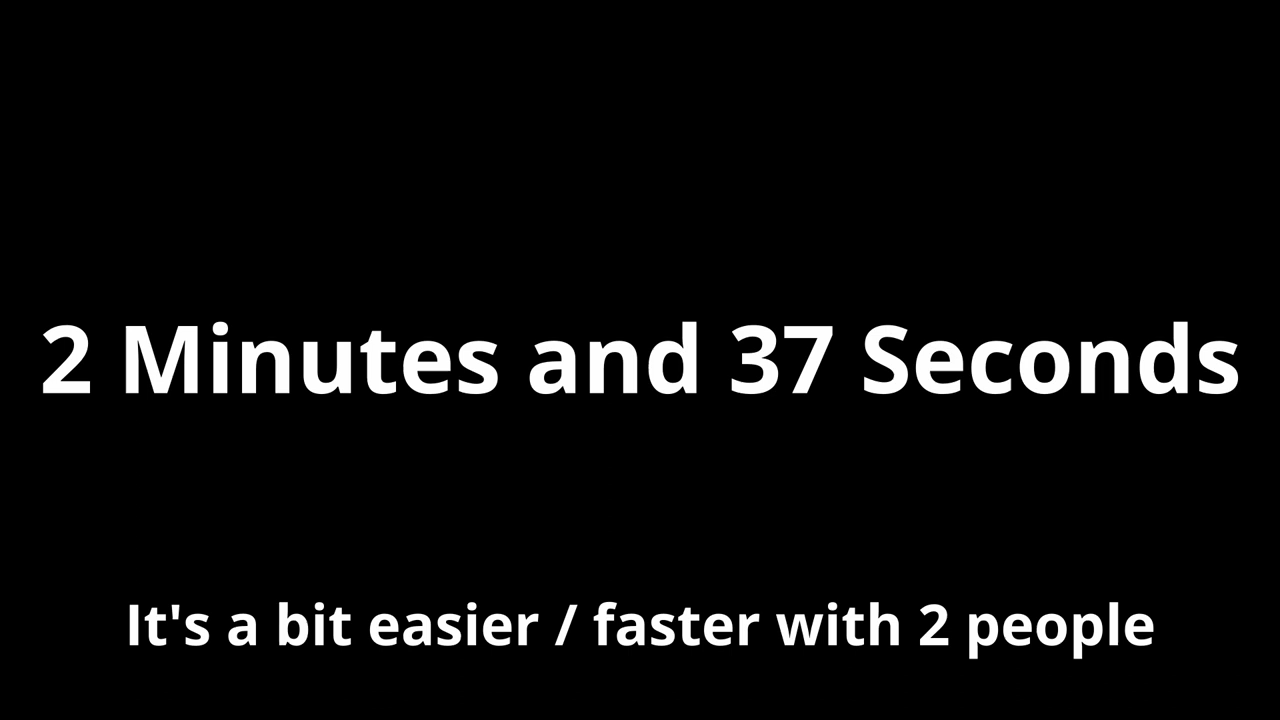 2 Minutes and 37 Seconds
It's a bit easier / faster with 2 people